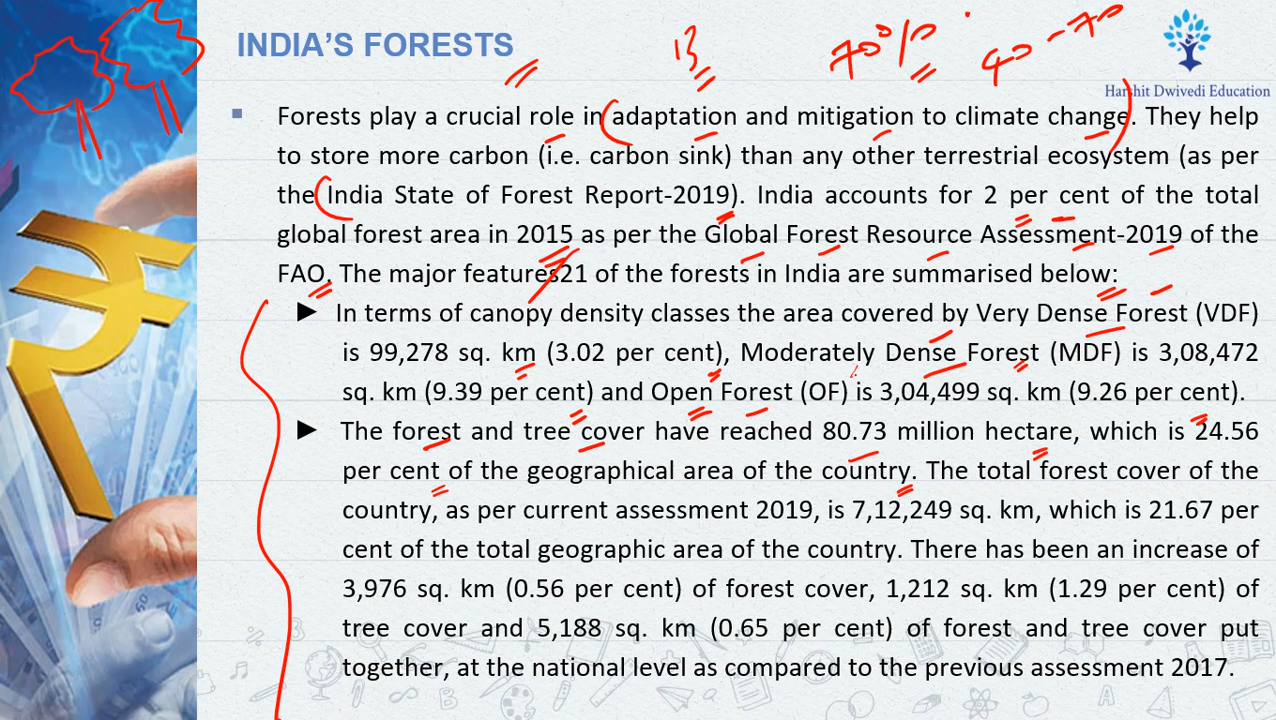 INDIA'S FORESTS
13
70%
40-70
Harshit Dwivedi Education
Forests play a crucial role in adaptation and mitigation to climate change. They help
to store more carbon (i.e. carbon sink) than any other terrestrial ecosystem (as per
the India State of Forest Report-2019). India accounts for 2 per cent of the total
global forest area in 2015 as per the Global Forest Resource Assessment-2019 of the
FAO. The major features21 of the forests in India are summarised below:
► In terms of canopy density classes the area covered by Very Dense Forest (VDF)
is 99,278 sq. km (3.02 per cent), Moderately Dense Forest (MDF) is 3,08,472
sq. km (9.39 per cent) and Open Forest (OF) is 3,04,499 sq. km (9.26 per cent).
► The forest and tree cover have reached 80.73 million hectare, which is 24.56
per cent of the geographical area of the country. The total forest cover of the
country, as per current assessment 2019, is 7,12,249 sq. km, which is 21.67 per
cent of the total geographic area of the country. There has been an increase of
3,976 sq. km (0.56 per cent) of forest cover, 1,212 sq. km (1.29 per cent) of
tree cover and 5,188 sq. km (0.65 per cent) of forest and tree cover put
together, at the national level as compared to the previous assessment 2017.